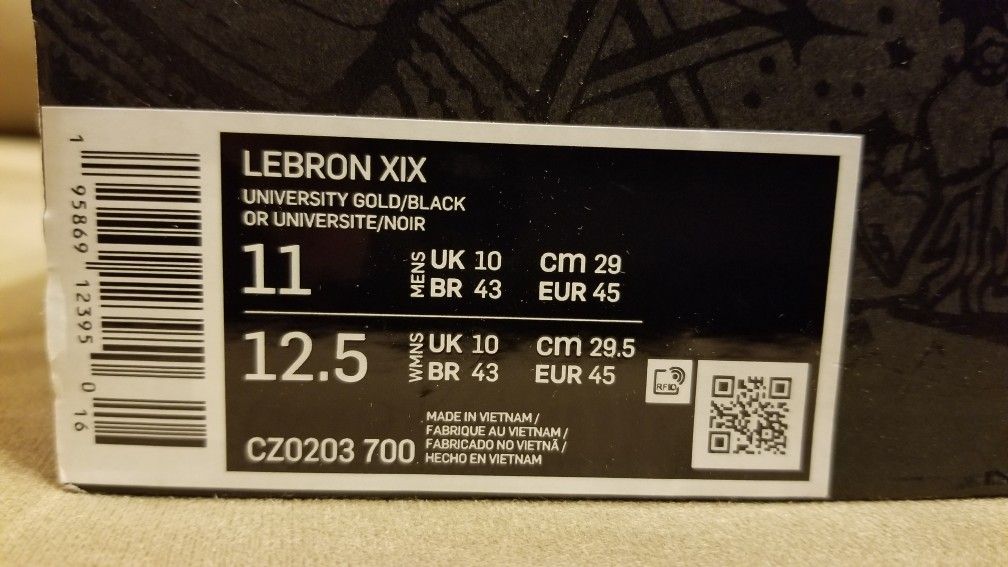 LEBRON XIX
UNIVERSITY GOLD/BLACK
OR UNIVERSITE/NOIR
11 MENS UK 10 cm 29
BR 43 EUR 45
12.5 WMNS UK 10 cm 29.5
BR 43 EUR 45
RFID
CZ0203 700
MADE IN VIETNAM /
FABRIQUE AU VIETNAM /
FABRICADO NO VIETNÃ /
HECHO EN VIETNAM
1 95869 12395 0 16